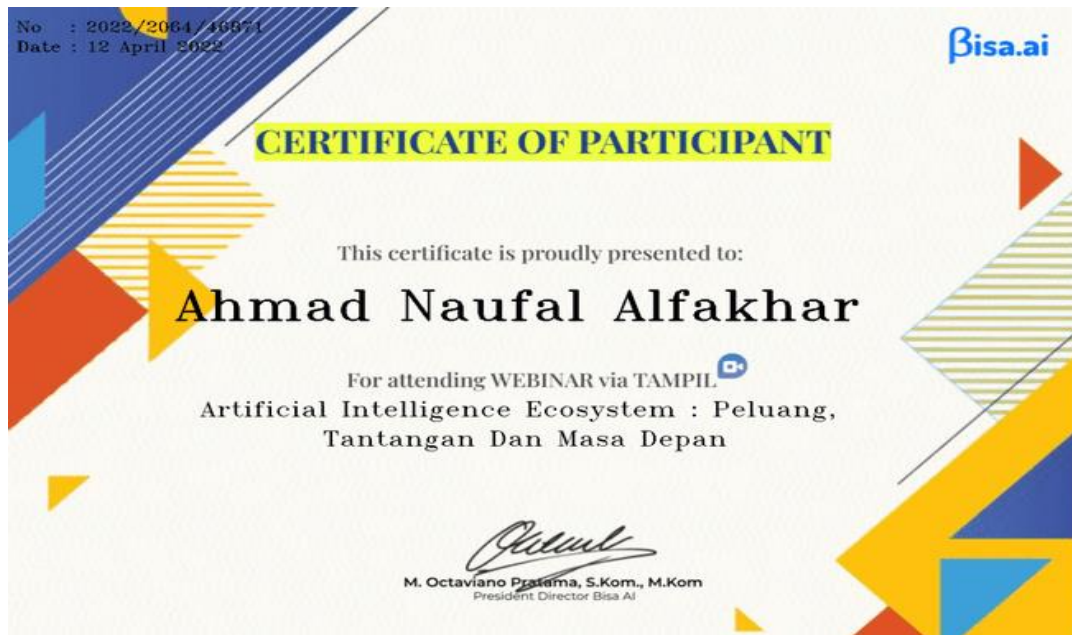 No : 2022/2064/46871
Date : 12 April 2022
βisa.ai
CERTIFICATE OF PARTICIPANT
This certificate is proudly presented to:
Ahmad Naufal Alfakhar
For attending WEBINAR via TAMPIL
Artificial Intelligence Ecosystem : Peluang,
Tantangan Dan Masa Depan
M. Octaviano Pratama, S.Kom., M.Kom
President Director Bisa AI